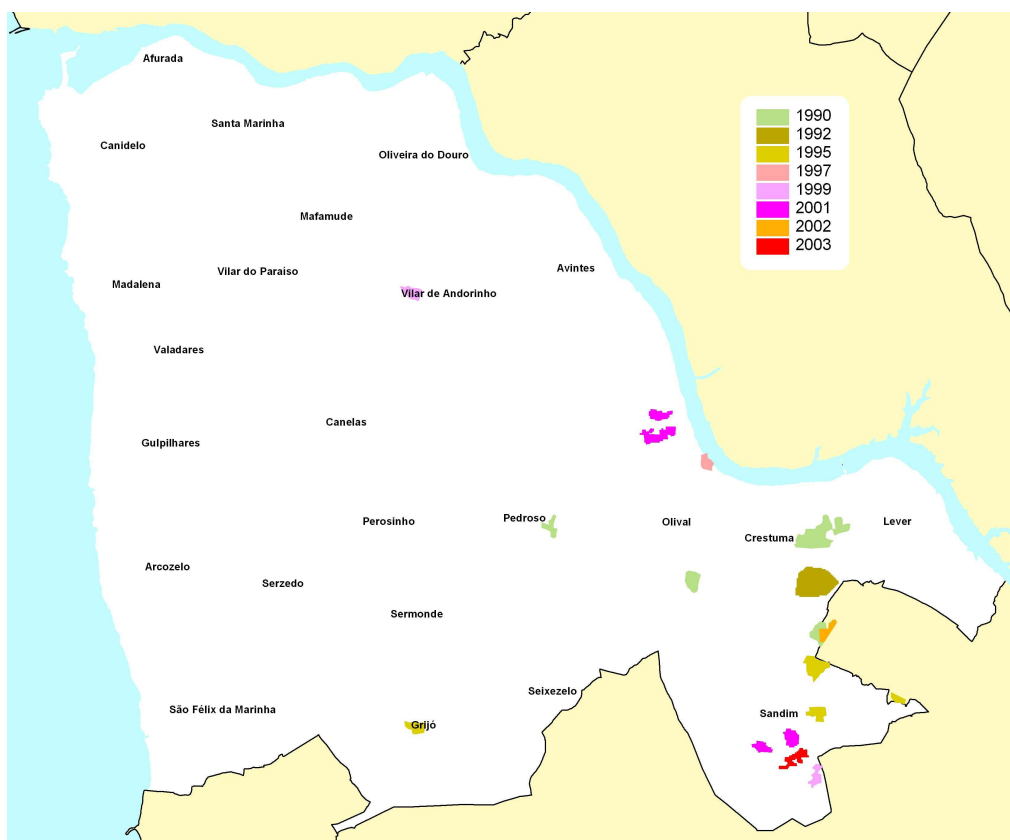 Afurada
Santa Marinha
Canidelo
Oliveira do Douro
Mafamude
Vilar do Paraiso
Avintes
Madalena
Vilar de Andorinho
Valadares
Canelas
Gulpilhares
Perosinho
Pedroso
Olival
Crestuma
Lever
Arcozelo
Serzedo
Sermonde
Seixezelo
São Félix da Marinha
Grijó
Sandim
1990
1992
1995
1997
1999
2001
2002
2003